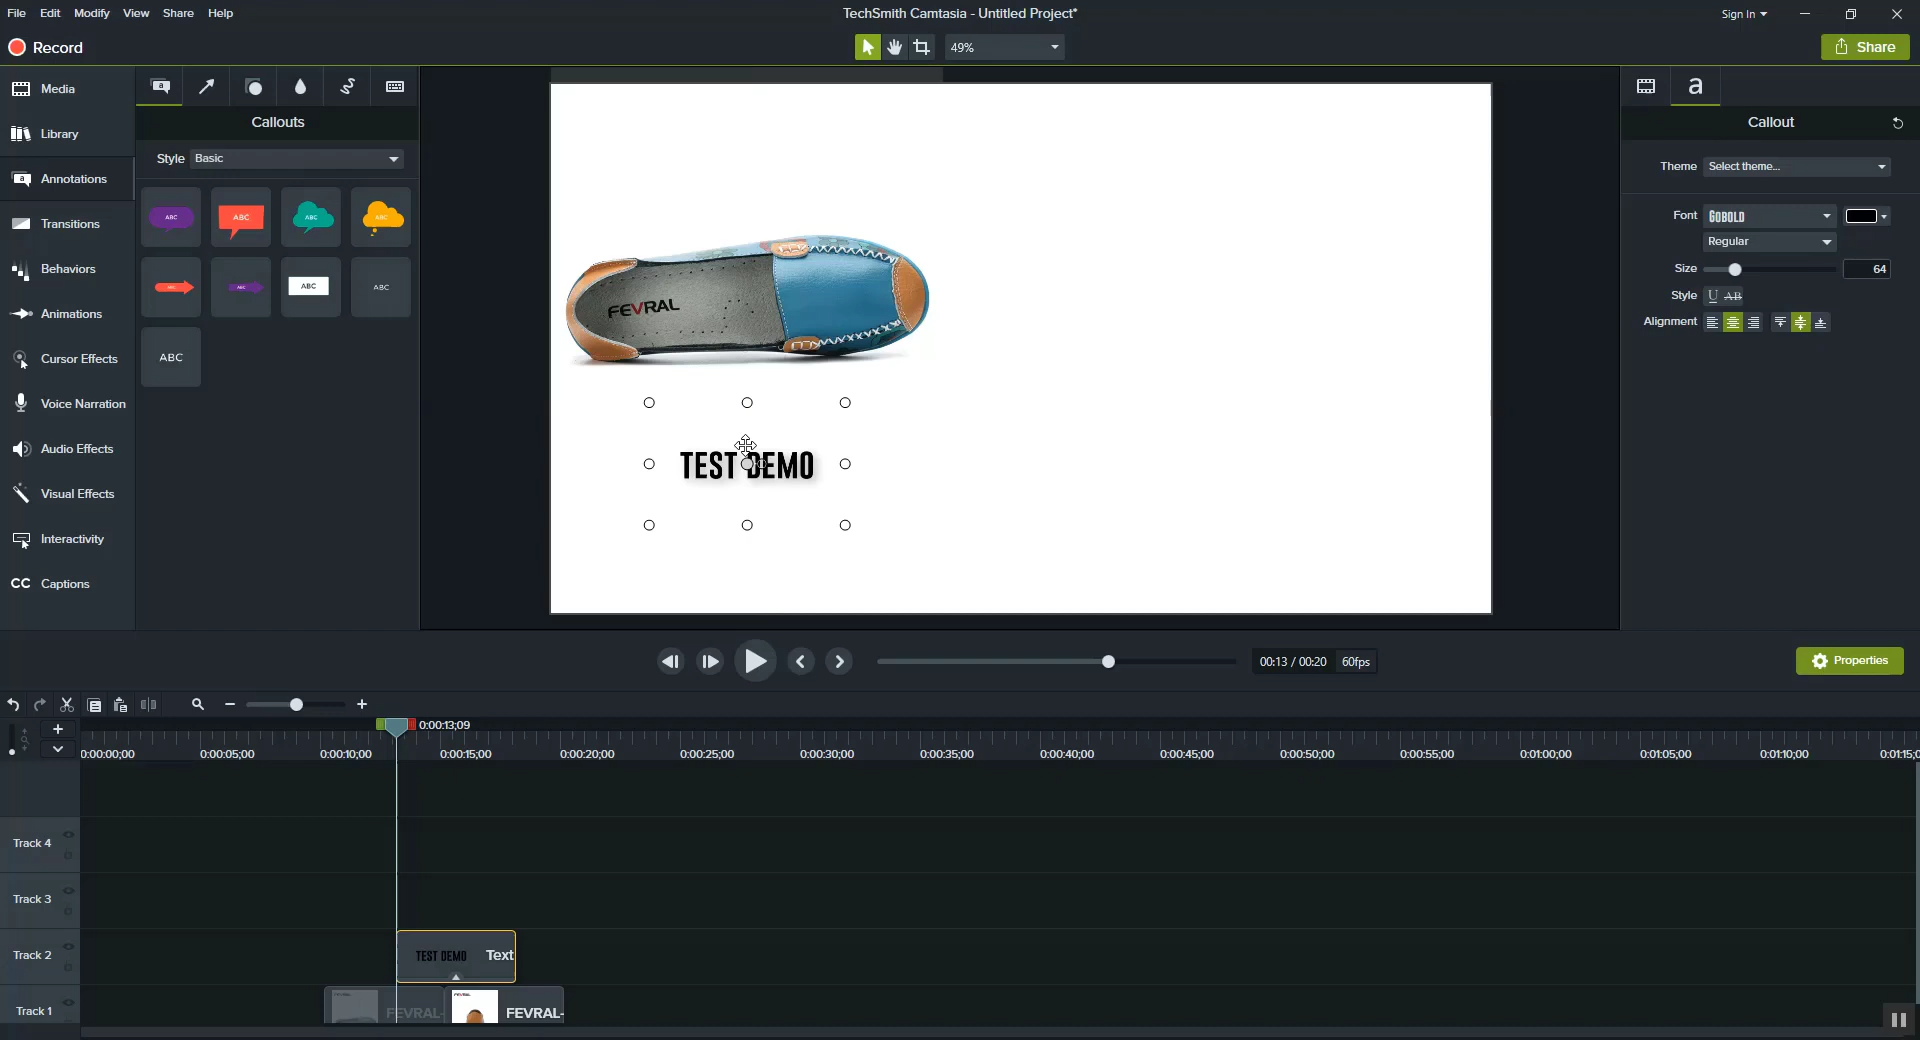 File Edit Modify View Share Help
TechSmith Camtasia - Untitled Project*
Sign In
Record
49%
Share
Media
Library
Annotations
Transitions
Behaviors
Animations
Cursor Effects
Voice Narration
Audio Effects
Visual Effects
Interactivity
CC Captions
a
Callouts
Style Basic
ABC ABC ABC ABC
ABC ABC ABC ABC
ABC
FEVRAL
TEST DEMO
a
Callout
Theme Select theme...
Font GOBOLD
Regular
Size 64
Style U AB
Alignment
00:13 / 00:20 60fps
Properties
0:00:13;09
0:00:00;00 0:00:05;00 0:00:10;00 0:00:15;00 0:00:20;00 0:00:25;00 0:00:30;00 0:00:35;00 0:00:40;00 0:00:45;00 0:00:50;00 0:00:55;00 0:01:00;00 0:01:05;00 0:01:10;00 0:01:15;0
Track 4
Track 3
Track 2
TEST DEMO Text
Track 1
FEVRAL- FEVRAL-